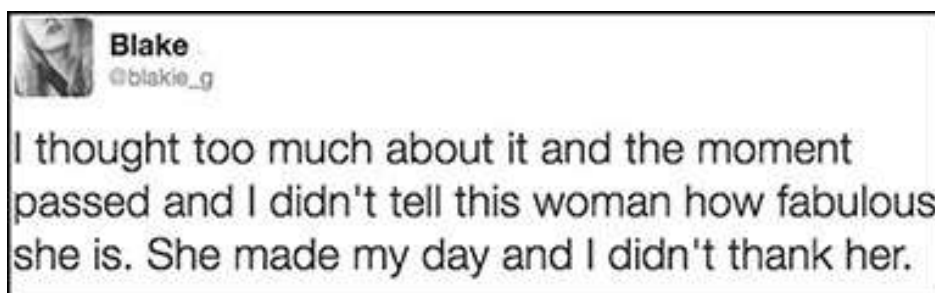 Blake
@blakie_g
I thought too much about it and the moment
passed and I didn't tell this woman how fabulous
she is. She made my day and I didn't thank her.